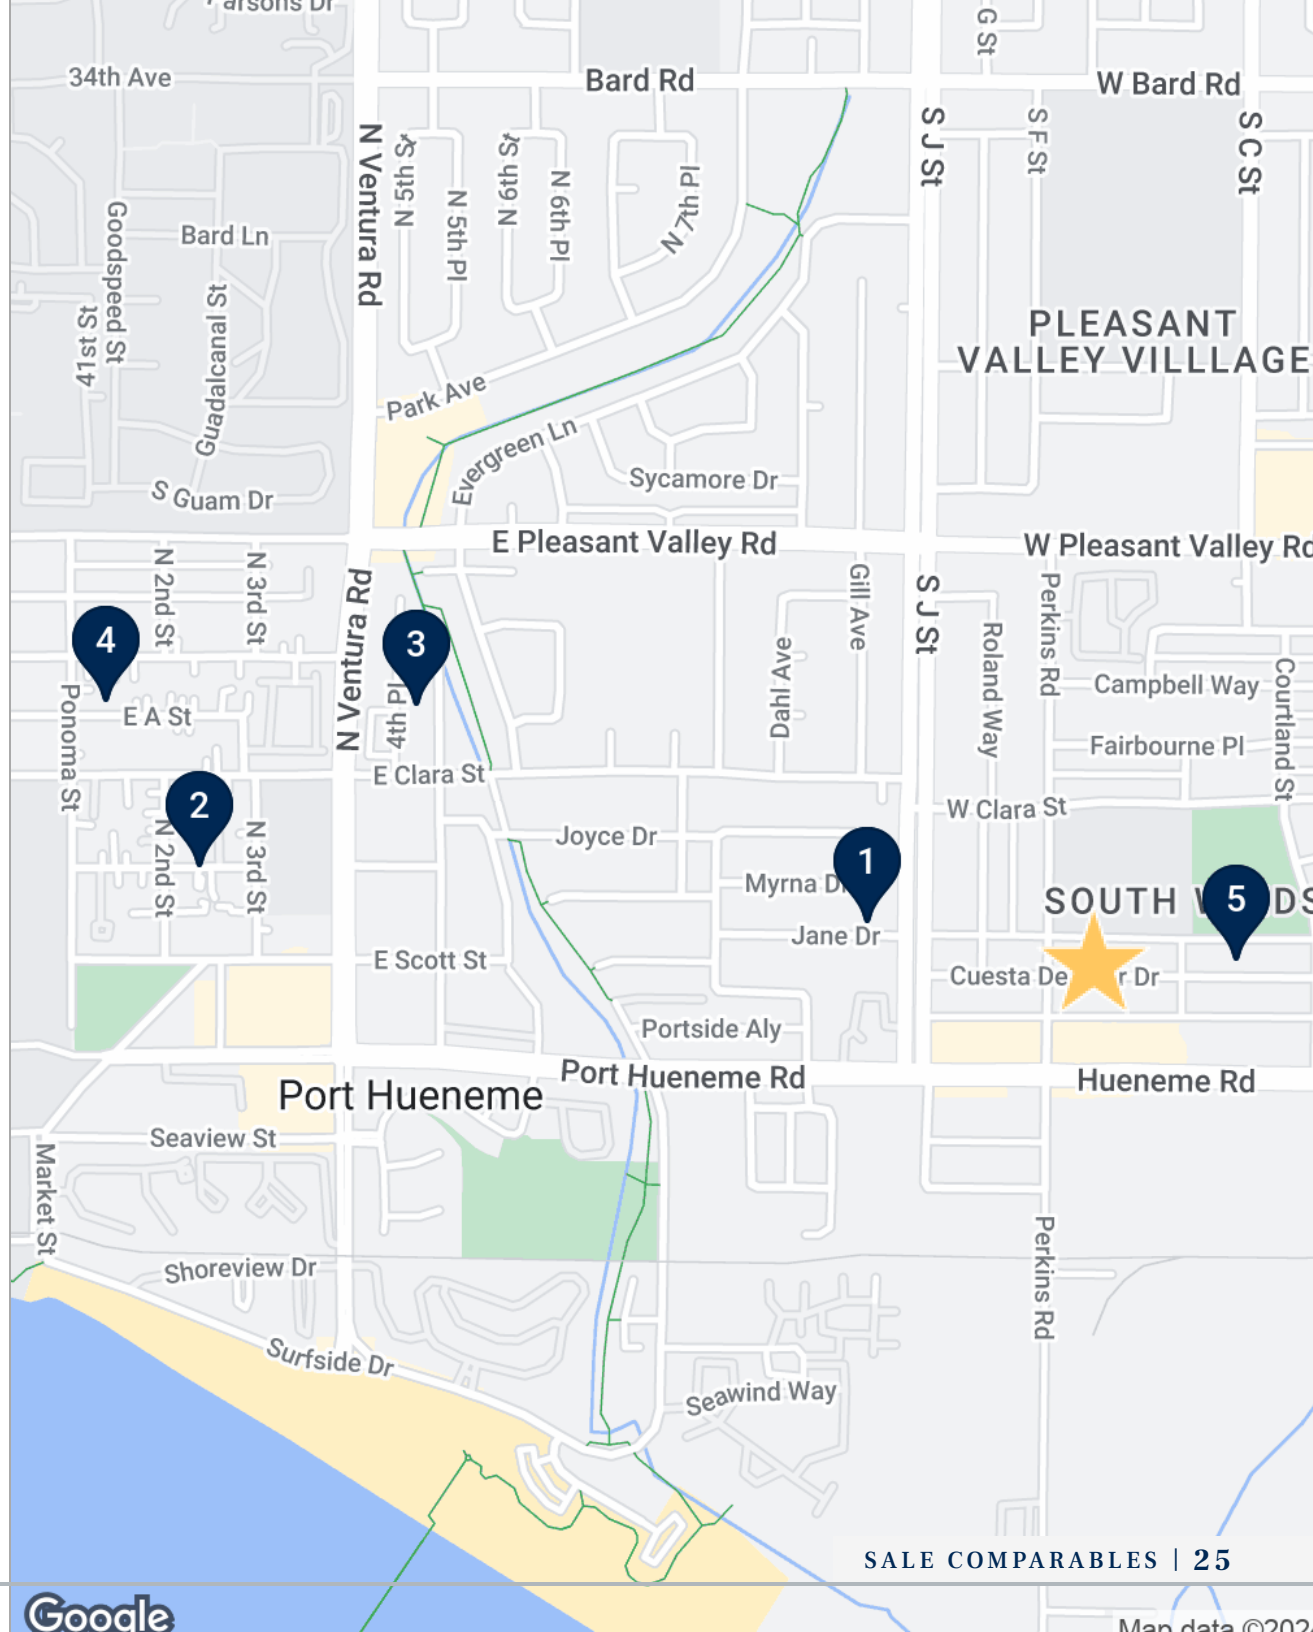 Parsons Dr
34th Ave
Bard Rd
G St
W Bard Rd
N Ventura Rd
N 5th St
N 5th Pl
N 6th St
N 6th Pl
N 7th Pl
S J St
S F St
S C St
Goodspeed St
Bard Ln
41st St
Guadalcanal St
PLEASANT
VALLEY VILLLAGE
Park Ave
Evergreen Ln
Sycamore Dr
S Guam Dr
E Pleasant Valley Rd
W Pleasant Valley Rd
N 2nd St
N 3rd St
N Ventura Rd
Gill Ave
S J St
Perkins Rd
4
3
Roland Way
Dahl Ave
Campbell Way
Courtland St
Ponoma St
E A St
4th Pl
Fairbourne Pl
E Clara St
2
W Clara St
N 2nd St
N 3rd St
Joyce Dr
1
Myrna D
SOUTH W
DS
5
Jane Dr
E Scott St
Cuesta De
r Dr
Portside Aly
Port Hueneme Rd
Hueneme Rd
Port Hueneme
Seaview St
Market St
Perkins Rd
Shoreview Dr
Surfside Dr
Seawind Way
SALE COMPARABLES | 25
Google
Map data ©202